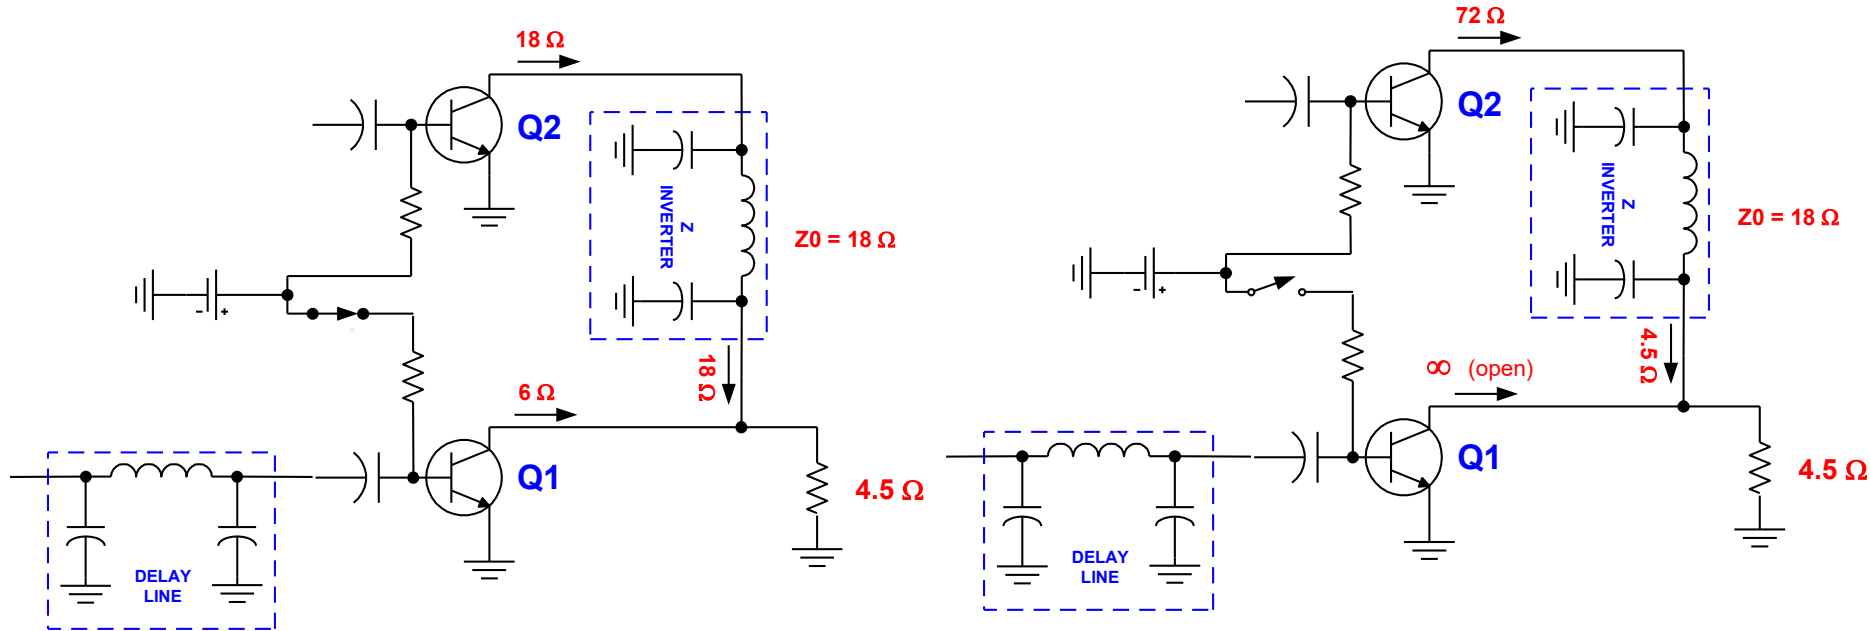 18 Ω
Q2
Z
INVERTER
Z0 = 18 Ω
- +
18 Ω
6 Ω
Q1
4.5 Ω
DELAY
LINE
72 Ω
Q2
Z
INVERTER
Z0 = 18 Ω
- +
4.5 Ω
∞ (open)
Q1
4.5 Ω
DELAY
LINE